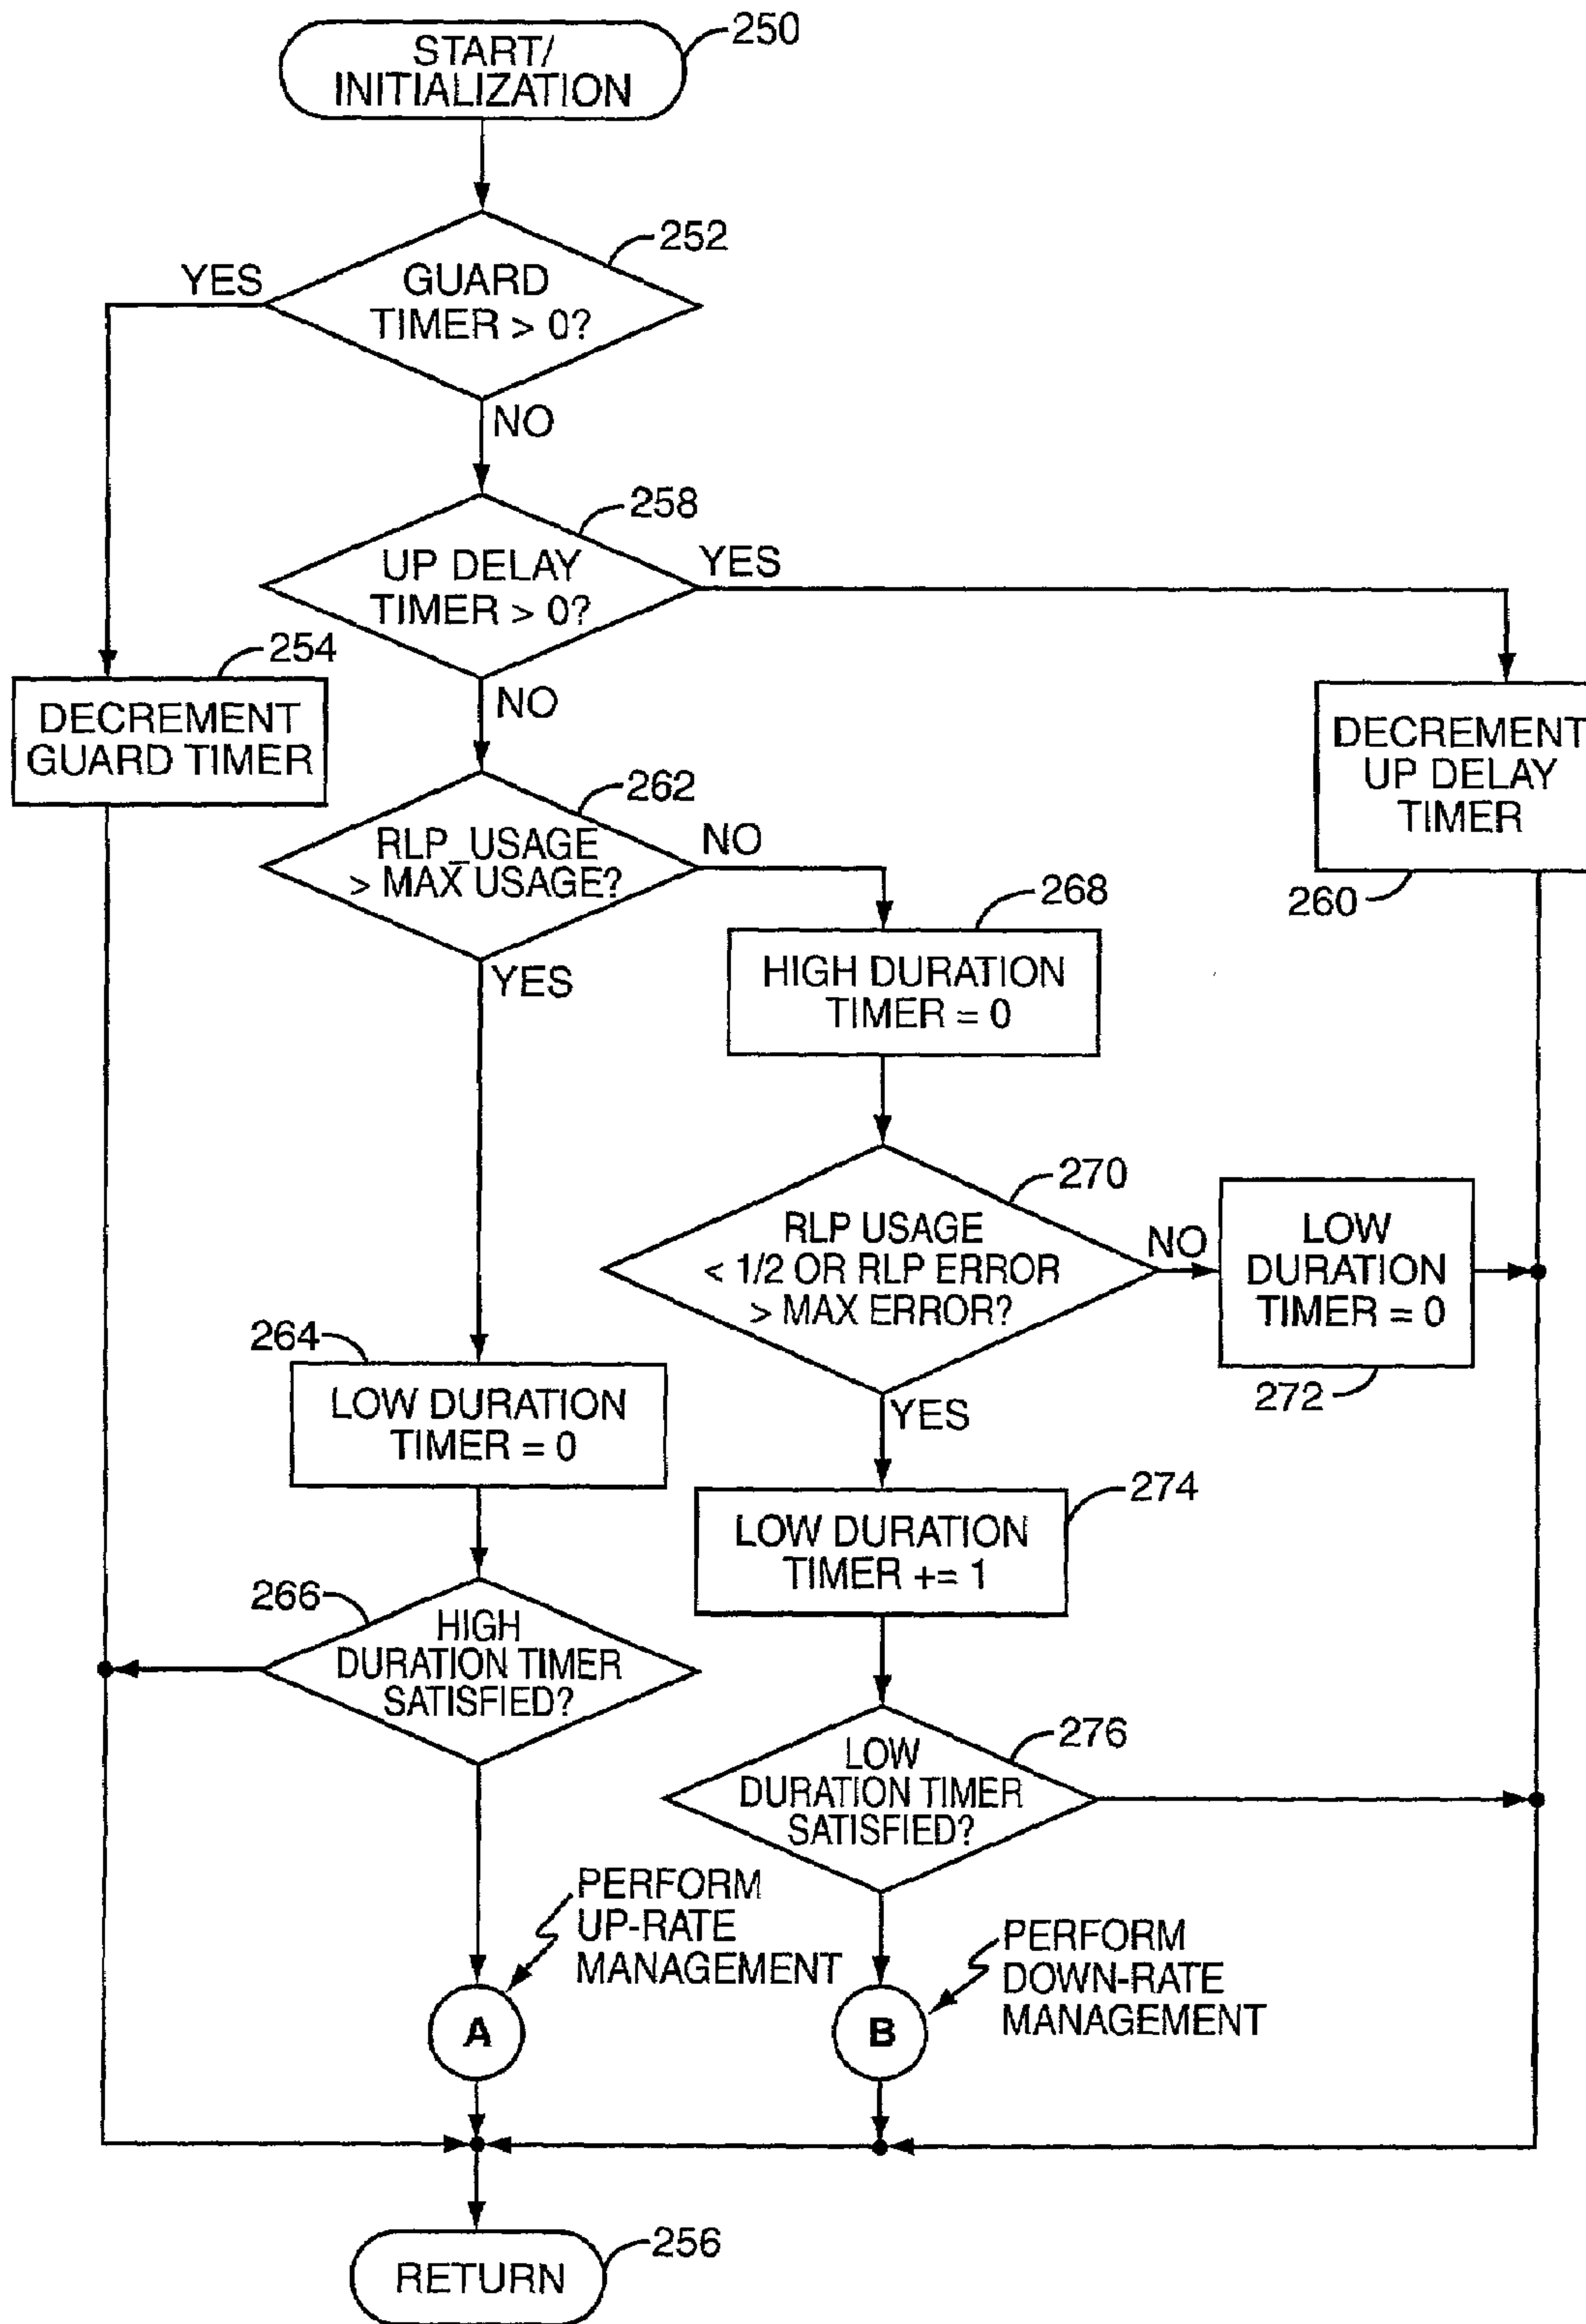 START/
INITIALIZATION
250
252
YES
GUARD
TIMER > 0?
NO
258
UP DELAY
TIMER > 0?
YES
254
DECREMENT
GUARD TIMER
NO
DECREMENT
UP DELAY
TIMER
260
262
RLP_USAGE
> MAX USAGE?
NO
YES
268
HIGH DURATION
TIMER = 0
270
RLP USAGE
< 1/2 OR RLP ERROR
> MAX ERROR?
NO
LOW
DURATION
TIMER = 0
272
YES
264
LOW DURATION
TIMER = 0
274
LOW DURATION
TIMER += 1
266
HIGH
DURATION TIMER
SATISFIED?
276
LOW
DURATION TIMER
SATISFIED?
PERFORM
UP-RATE
MANAGEMENT
A
PERFORM
DOWN-RATE
MANAGEMENT
B
RETURN
256